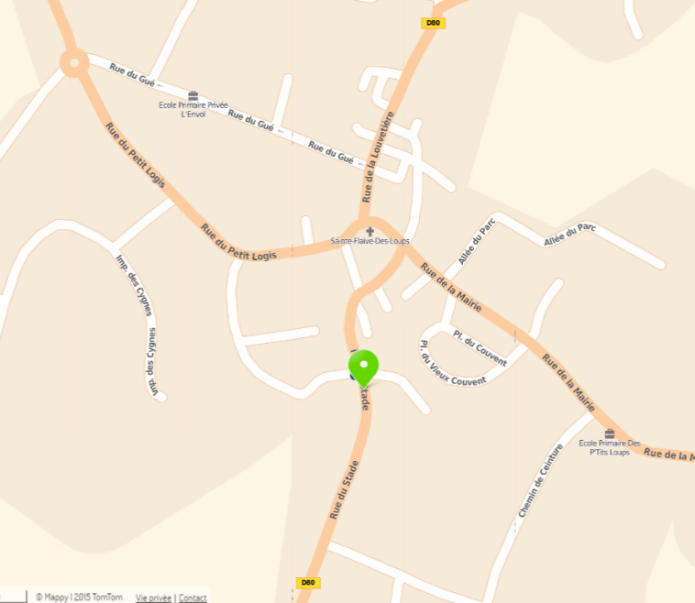 D80
Rue du Gué
Ecole Primaire Privée
L'Envol
Rue du Gué
Rue du Gué
Rue du Petit Logis
Rue de la Louvetière
Rue du Petit Logis
Sainte-Flaive-Des-Loups
Allée du Parc
Allée du Parc
Imp. des Cygnes
Rue de la Mairie
Imp. des Cygnes
Pl. du Couvent
Pl. du Vieux Couvent
Rue de la Mairie
Ecole Primaire Des
P'Tits Loups
Rue de la M
Chemin de Ceinture
Rue du Stade
D80
© Mappy | 2015 TomTom Vie privée | Contact